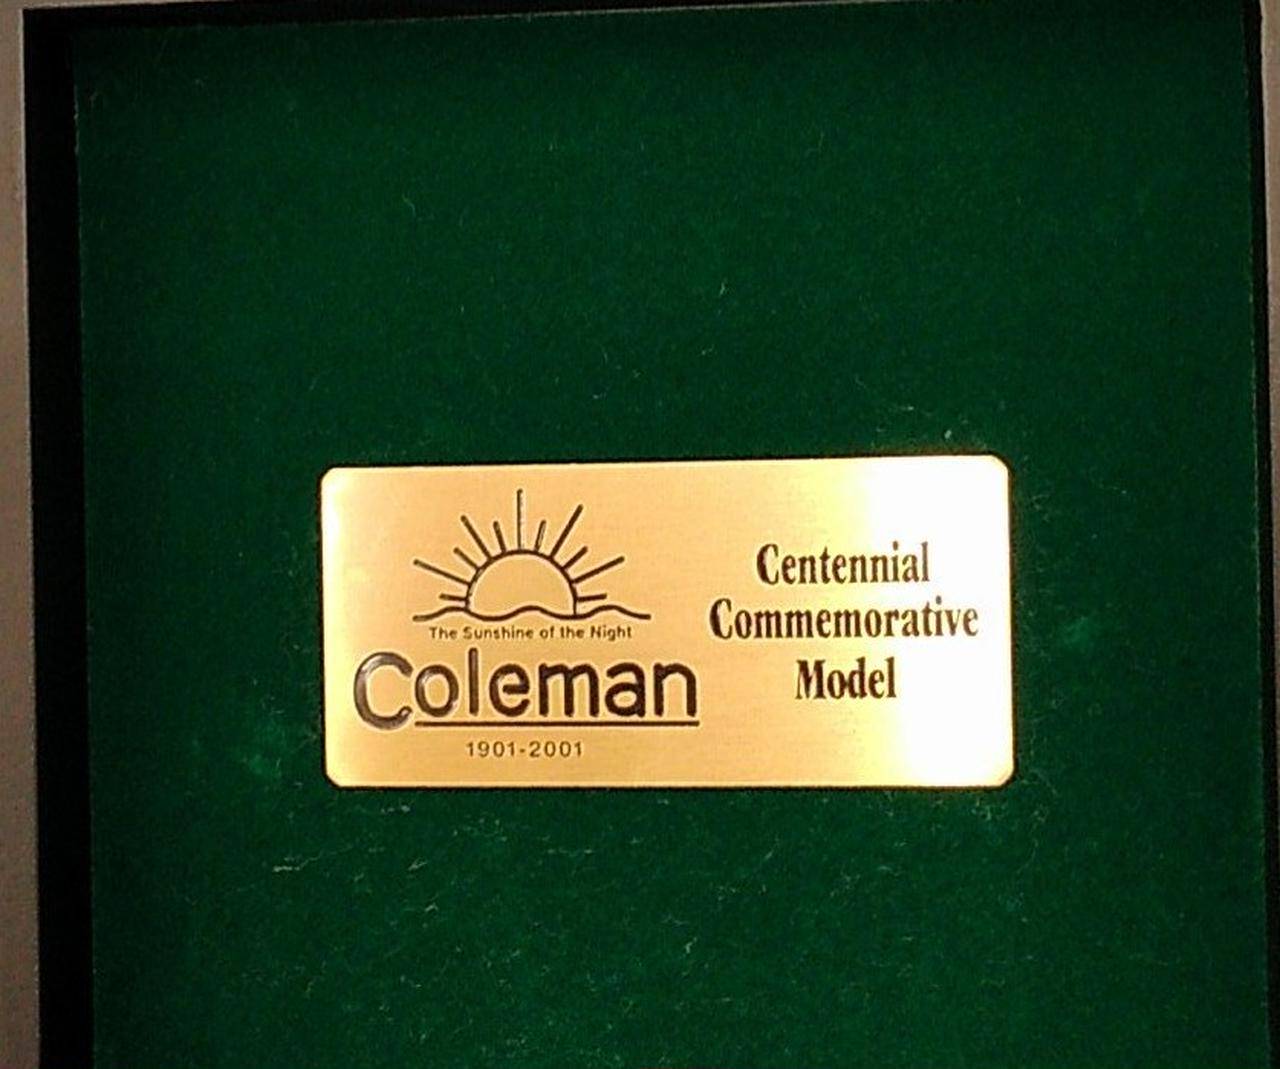 The Sunshine of the Night
Coleman
1901-2001
Centennial
Commemorative
Model